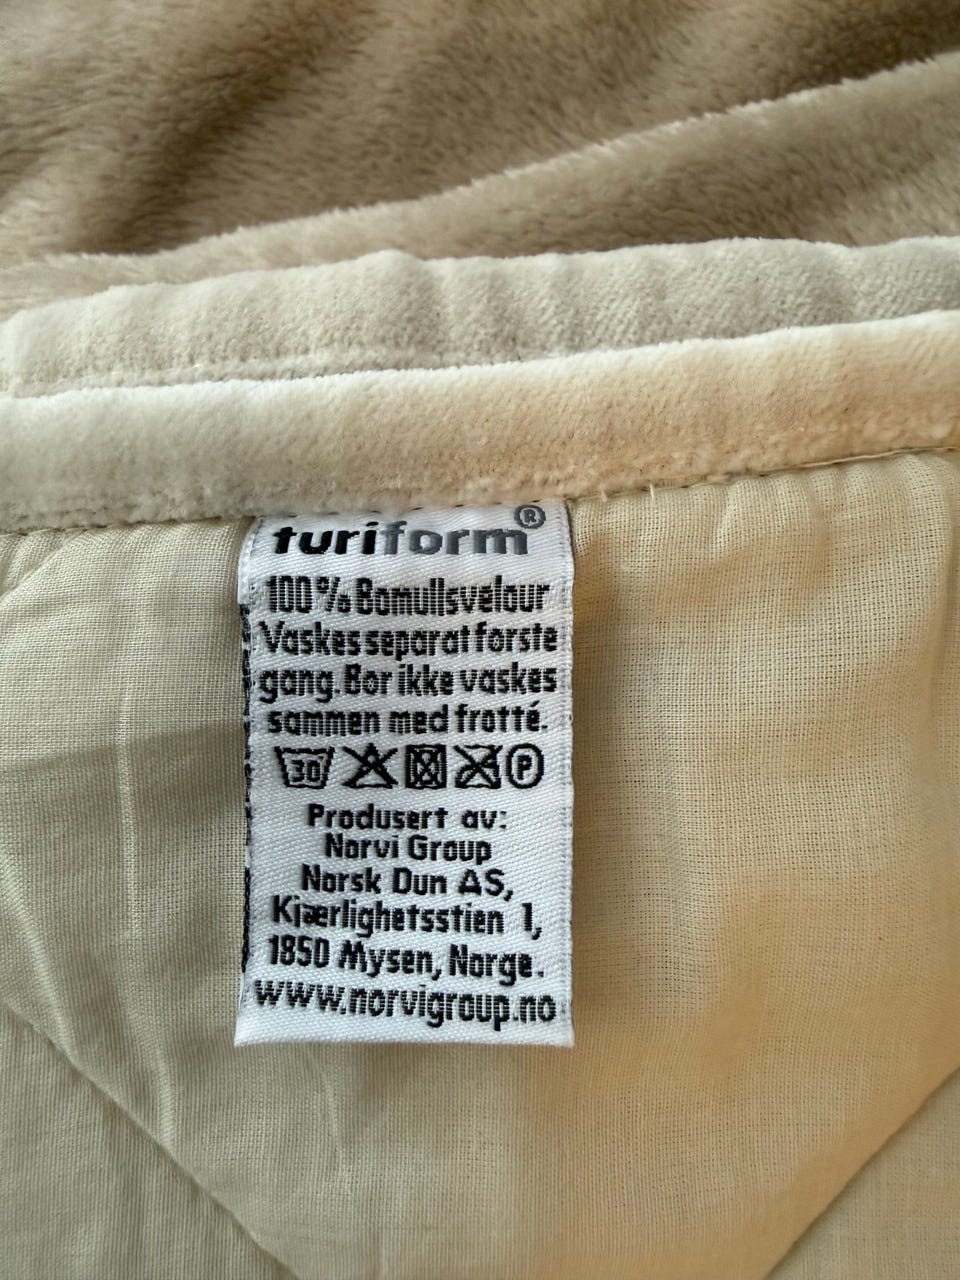 turiform®
100% Bomullsvelour
Vaskes separat første
gang. Bør ikke vaskes
sammen med frotté.
30 P
Produsert av:
Norvi Group
Norsk Dun AS,
Kjærlighetsstien 1,
1850 Mysen, Norge.
www.norvigroup.no